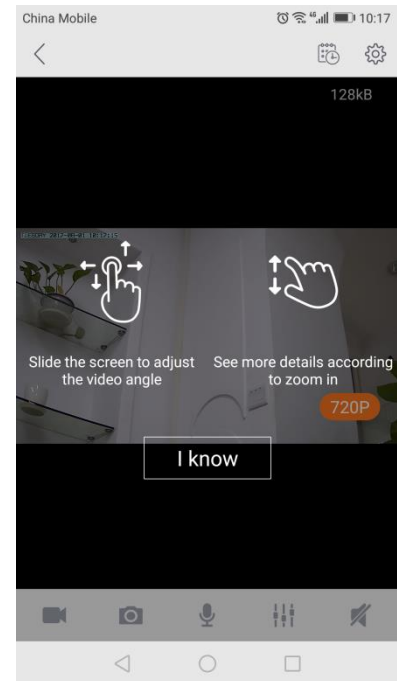 China Mobile
46
10:17
128kB
Slide the screen to adjust
the video angle
See more details according
to zoom in
720P
I know